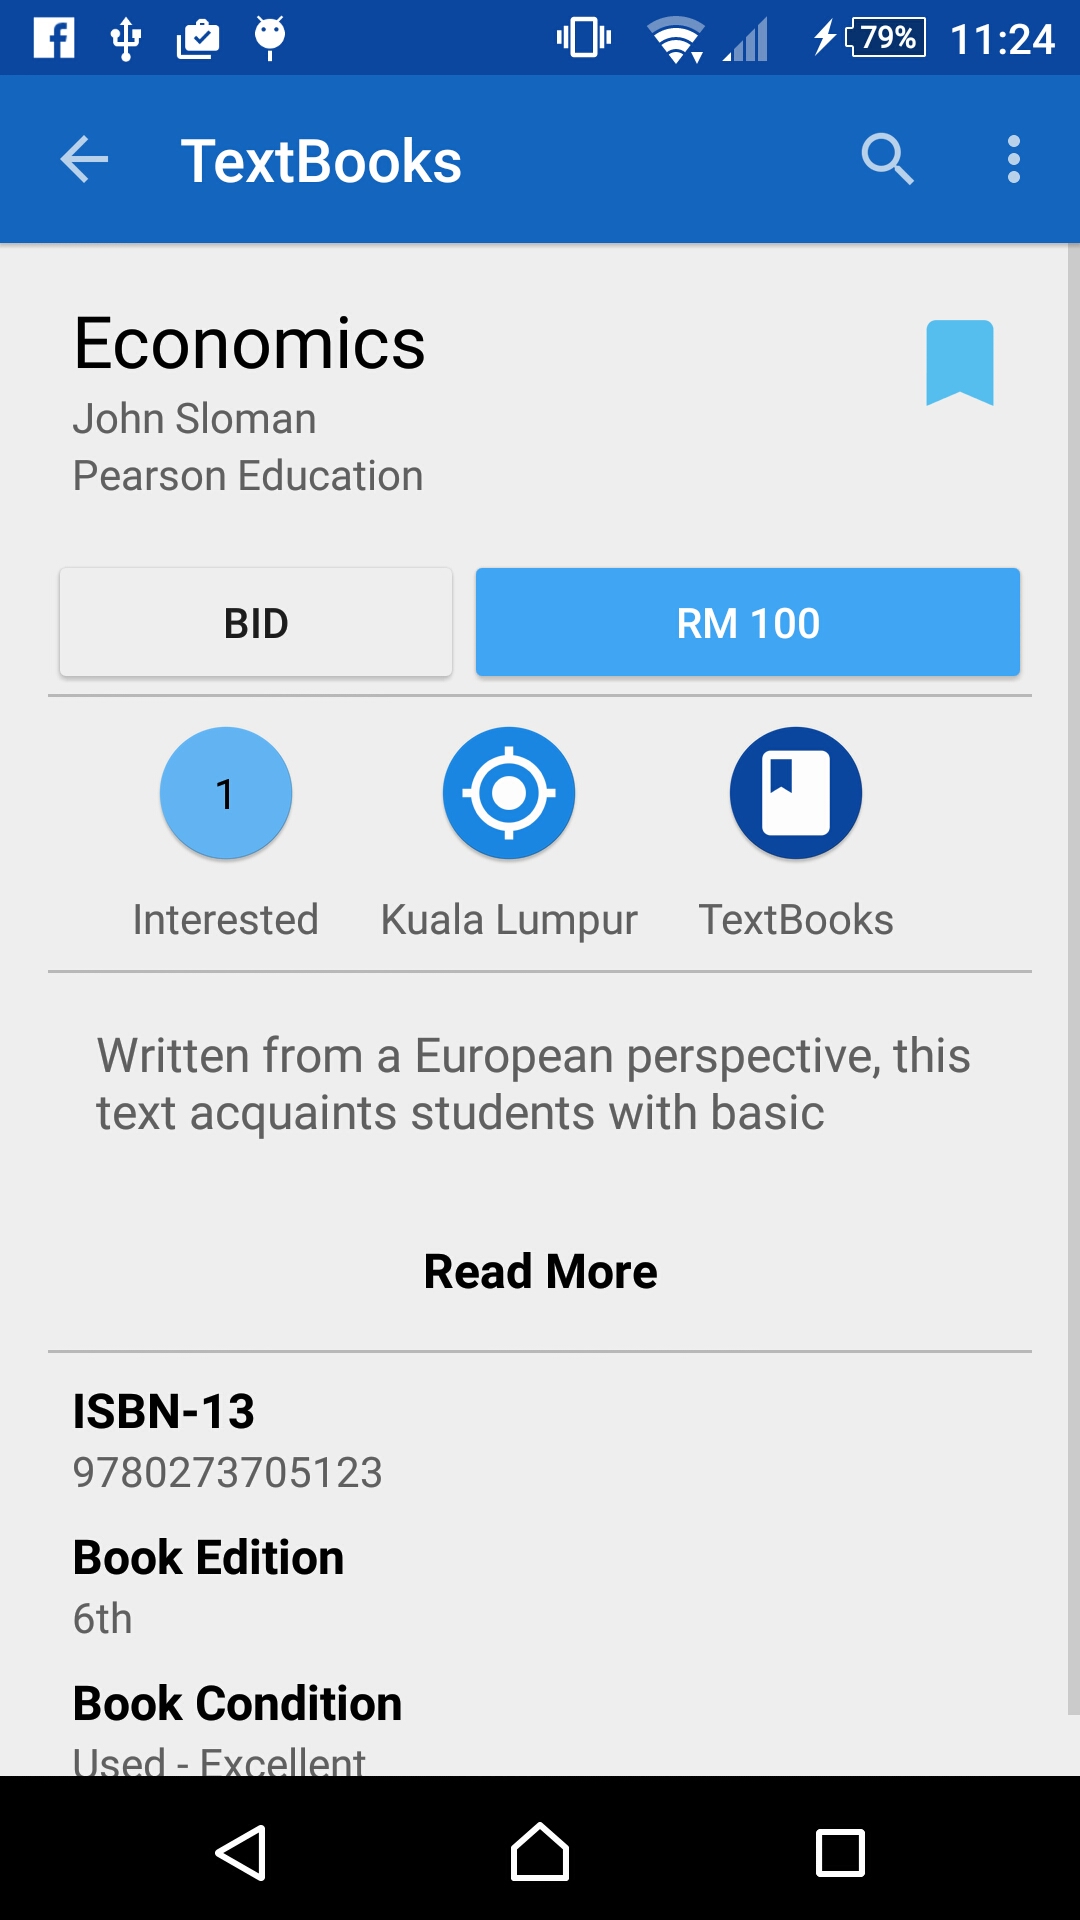 79% 11:24
TextBooks
Economics
John Sloman
Pearson Education
BID RM 100
1
Interested Kuala Lumpur TextBooks
Written from a European perspective, this
text acquaints students with basic
Read More
ISBN-13
9780273705123
Book Edition
6th
Book Condition
Used - Excellent